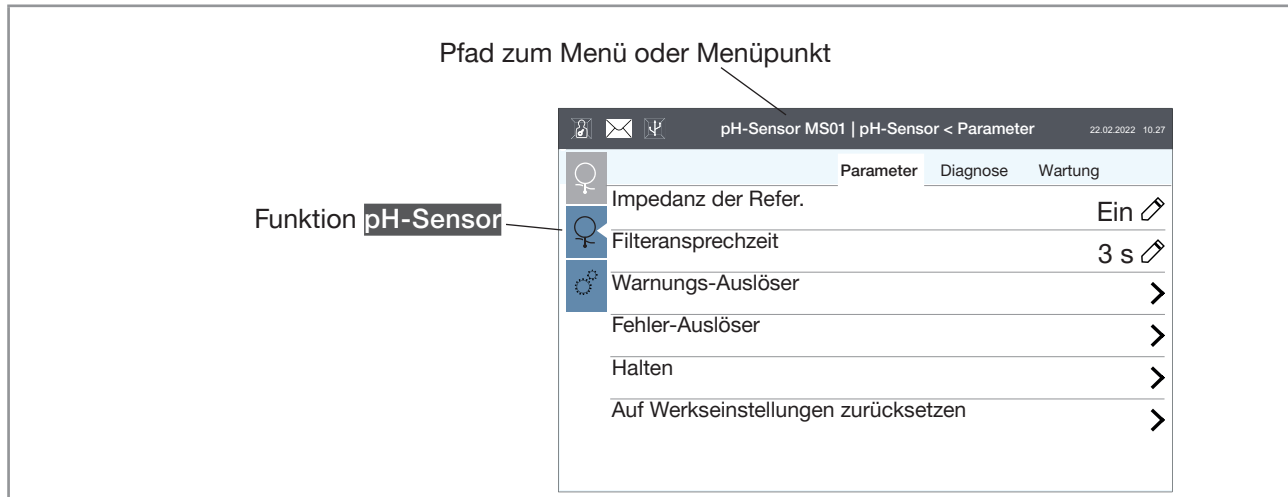 Pfad zum Menü oder Menüpunkt
pH-Sensor MS01 | pH-Sensor < Parameter 22.02.2022 10.27
Parameter Diagnose Wartung
Impedanz der Refer. Ein
Funktion pH-Sensor
Filteransprechzeit 3 s
Warnungs-Auslöser
Fehler-Auslöser
Halten
Auf Werkseinstellungen zurücksetzen